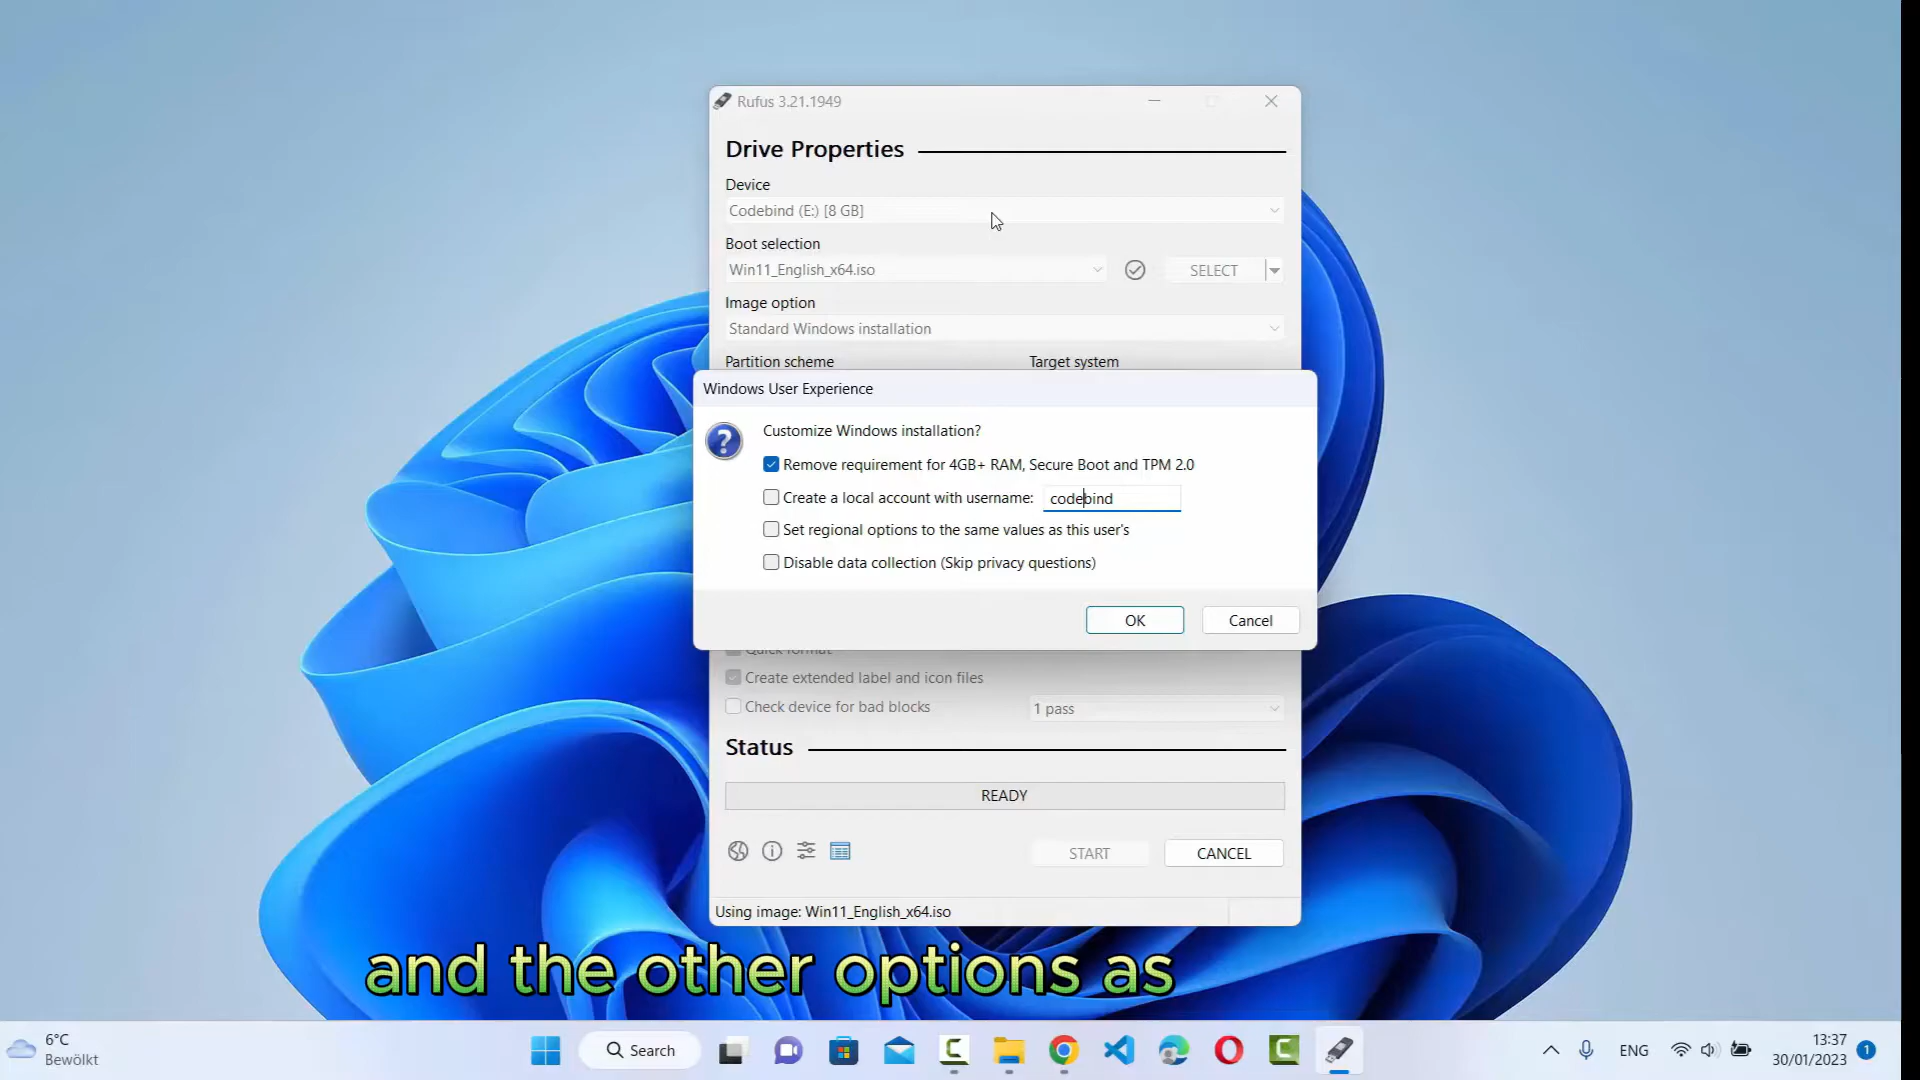 Rufus 3.21.1949
Drive Properties
Device
Codebind (E:) [8 GB]
Boot selection
Win11_English_x64.iso
SELECT
Image option
Standard Windows installation
Partition scheme
Target system
Windows User Experience
Customize Windows installation?
Remove requirement for 4GB+ RAM, Secure Boot and TPM 2.0
Create a local account with username:
codebind
Set regional options to the same values as this user's
Disable data collection (Skip privacy questions)
OK
Cancel
Quick format
Create extended label and icon files
Check device for bad blocks
1 pass
Status
READY
START
CANCEL
Using image: Win11_English_x64.iso
and the other options as
6°C
Bewölkt
Search
ENG
13:37
30/01/2023
1